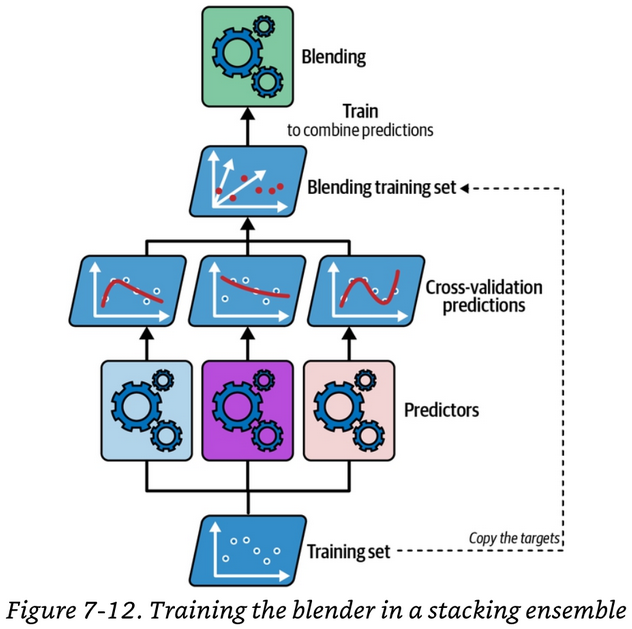 Blending
Train
to combine predictions
Blending training set
Cross-validation
predictions
Predictors
Copy the targets
Training set
Figure 7-12. Training the blender in a stacking ensemble